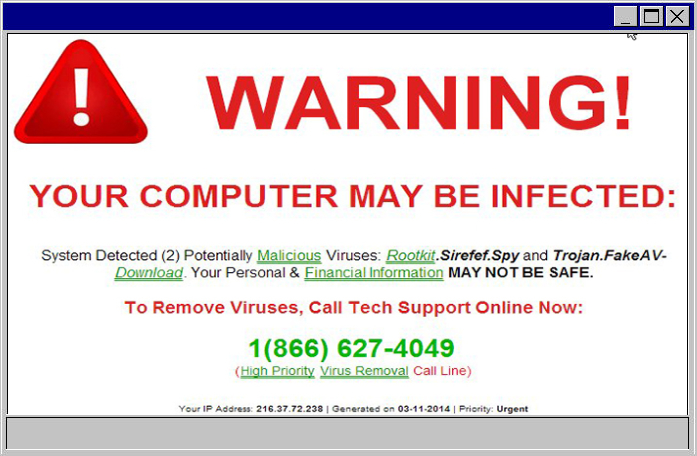 WARNING!
YOUR COMPUTER MAY BE INFECTED:
System Detected (2) Potentially Malicious Viruses: Rootkit.Sirefef.Spy and Trojan.FakeAV-
Download. Your Personal & Financial Information MAY NOT BE SAFE.
To Remove Viruses, Call Tech Support Online Now:
1(866) 627-4049
(High Priority Virus Removal Call Line)
Your IP Address: 216.37.72.238 | Generated on 03-11-2014 | Priority: Urgent